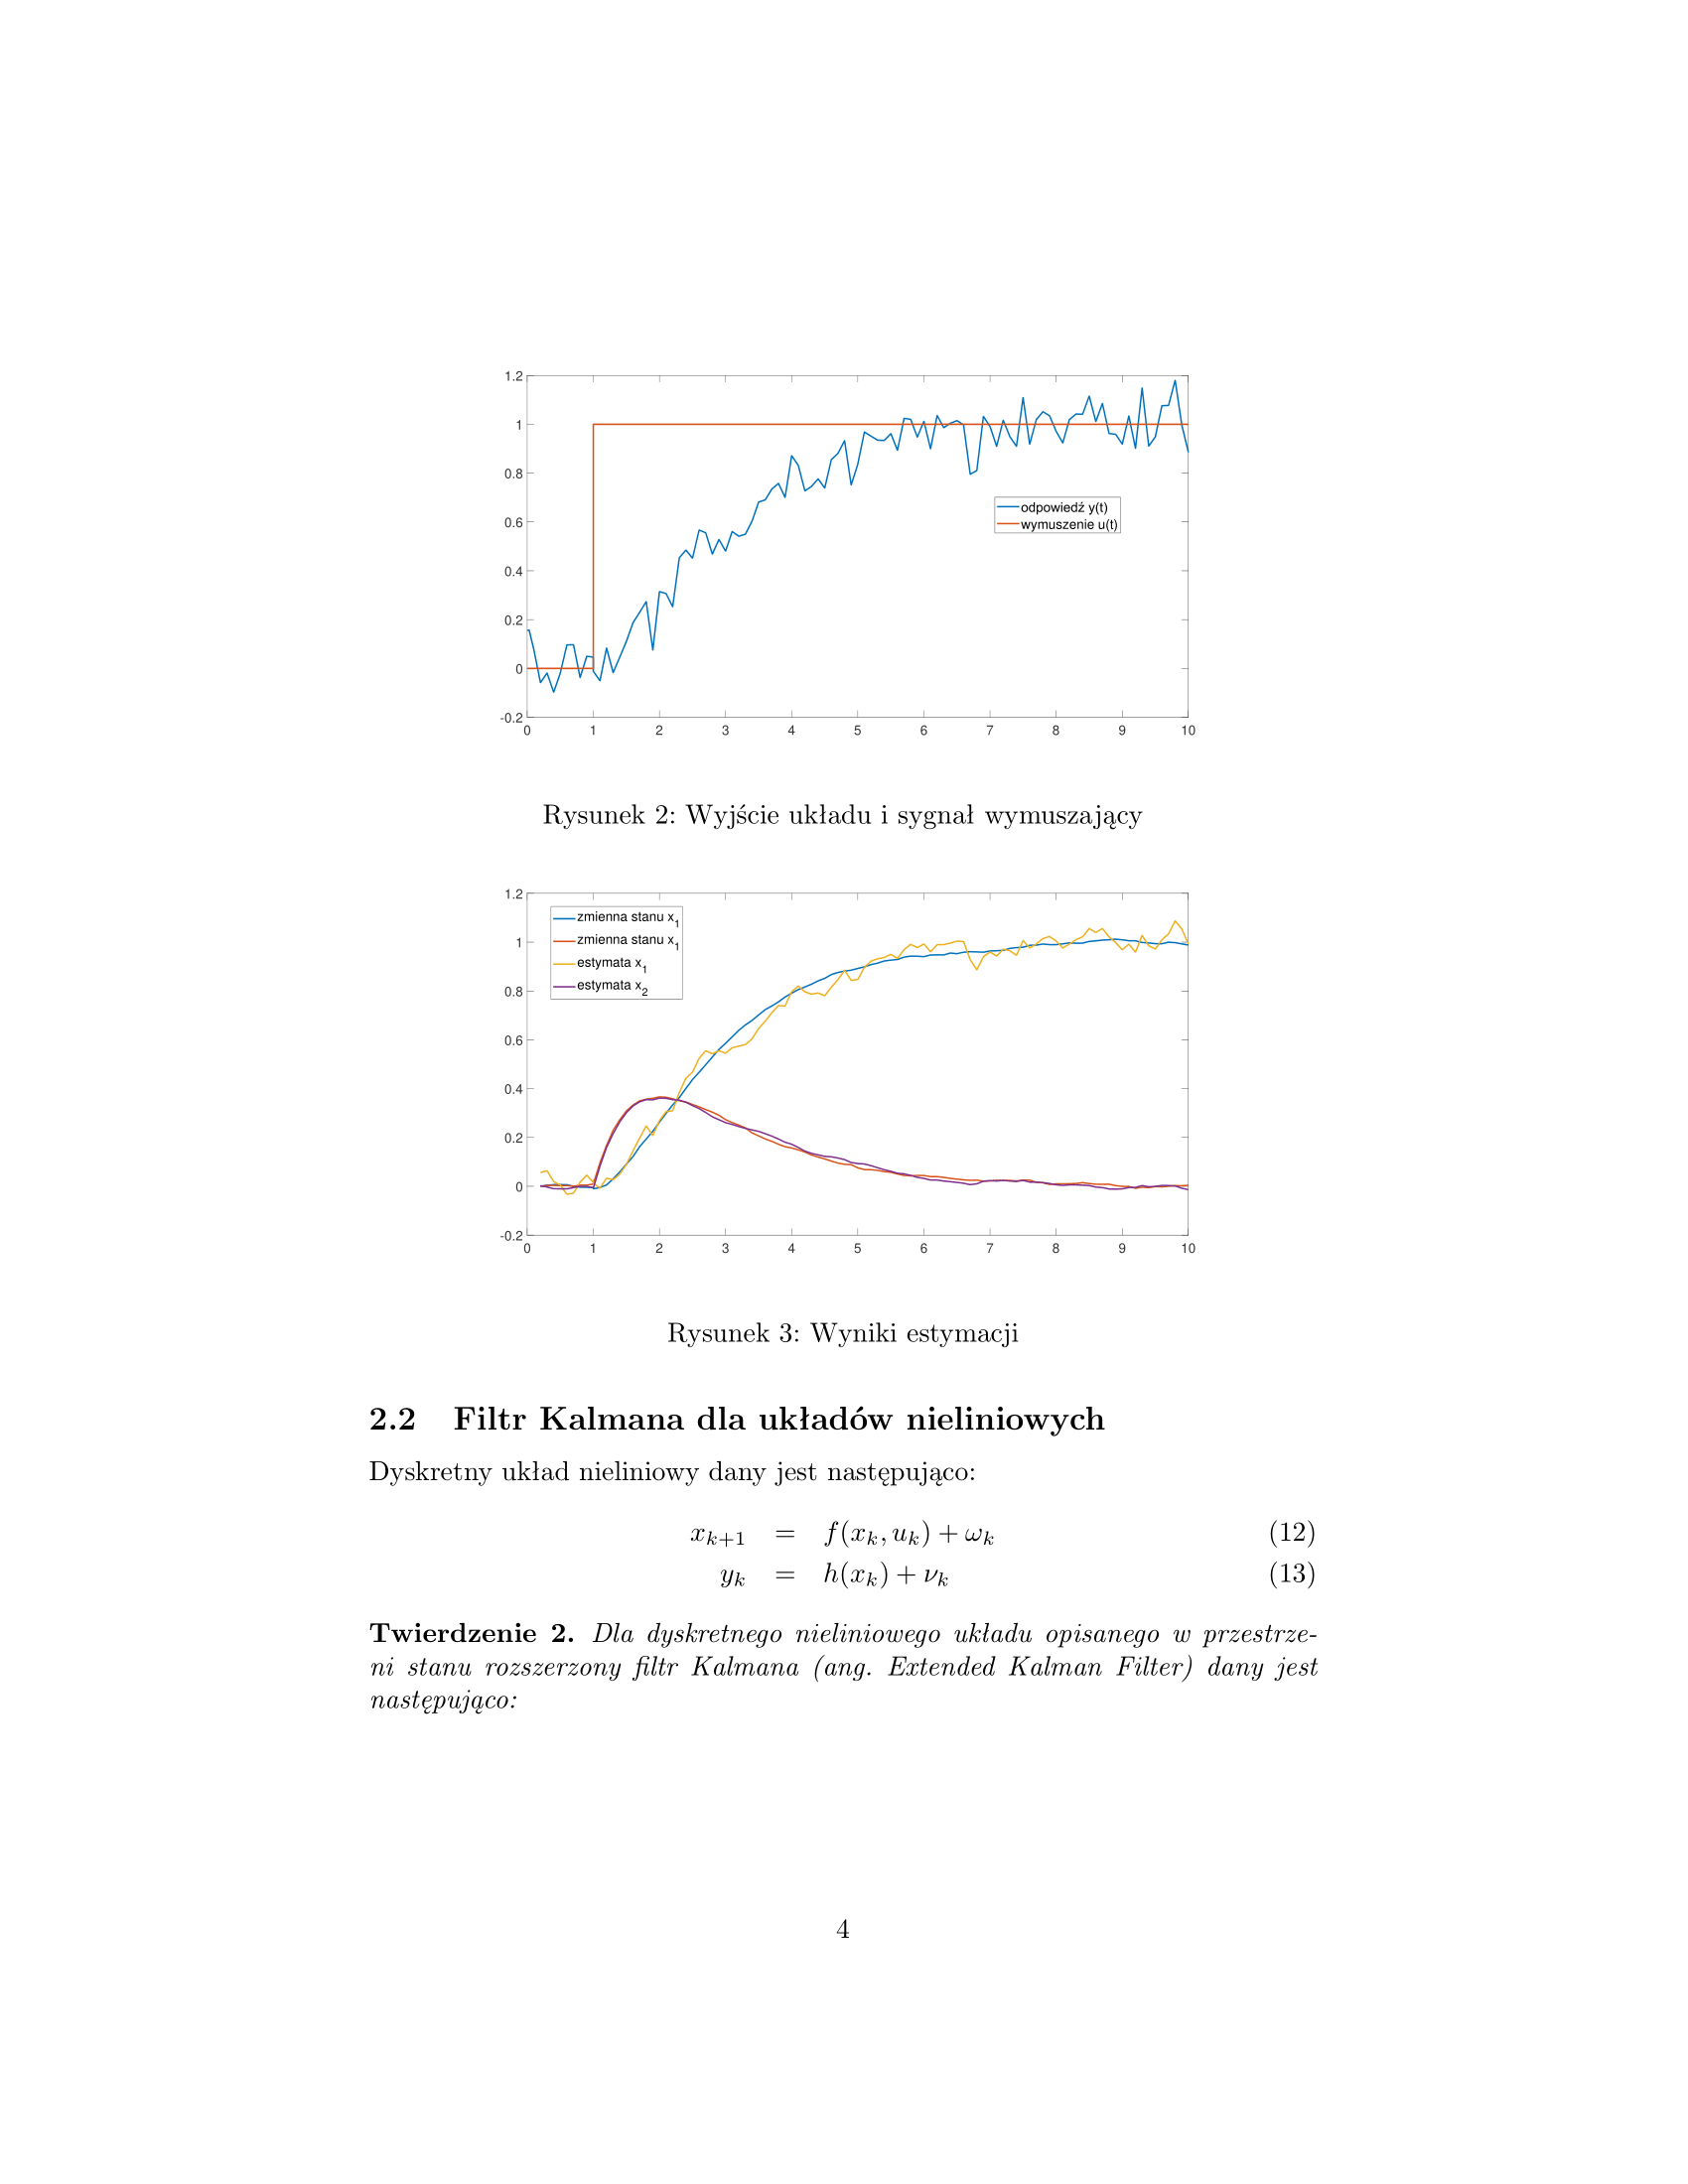 1.2
1
0.8
0.6
0.4
0.2
0
-0.2
0 1 2 3 4 5 6 7 8 9 10
odpowiedź y(t)
wymuszenie u(t)
Rysunek 2: Wyjście układu i sygnał wymuszający
1.2
1
0.8
0.6
0.4
0.2
0
-0.2
0 1 2 3 4 5 6 7 8 9 10
zmienna stanu x_1
zmienna stanu x_1
estymata x_1
estymata x_2
Rysunek 3: Wyniki estymacji
2.2 Filtr Kalmana dla układów nieliniowych
Dyskretny układ nieliniowy dany jest następująco:
x_{k+1} = f(x_k, u_k) + ω_k (12)
y_k = h(x_k) + ν_k (13)
Twierdzenie 2. Dla dyskretnego nieliniowego układu opisanego w przestrze-
ni stanu rozszerzony filtr Kalmana (ang. Extended Kalman Filter) dany jest
następująco:
4